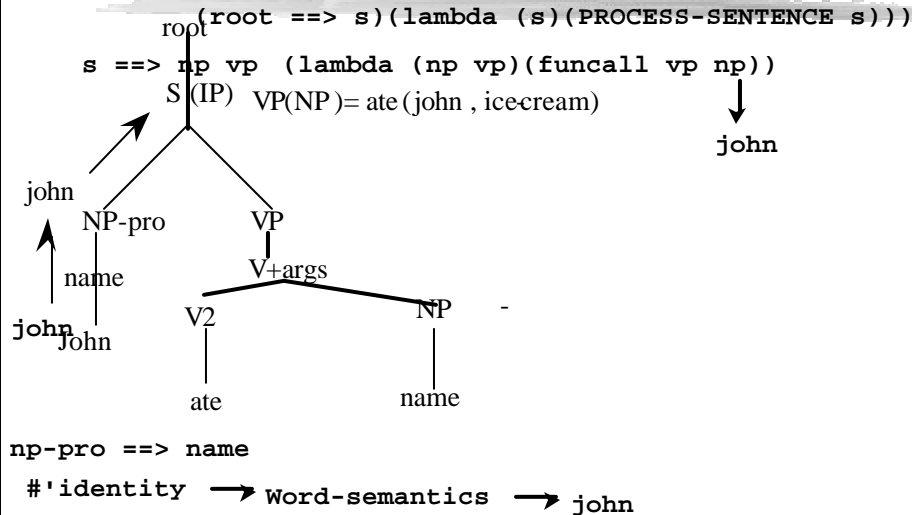 (root ==> s)(lambda (s)(PROCESS-SENTENCE s)))
root
s ==> np vp (lambda (np vp)(funcall vp np))
S (IP) VP(NP)= ate (john , ice-cream)
john
john
NP-pro VP
name V+args
V2 NP -
john John
ate name
np-pro ==> name
#'identity Word-semantics john